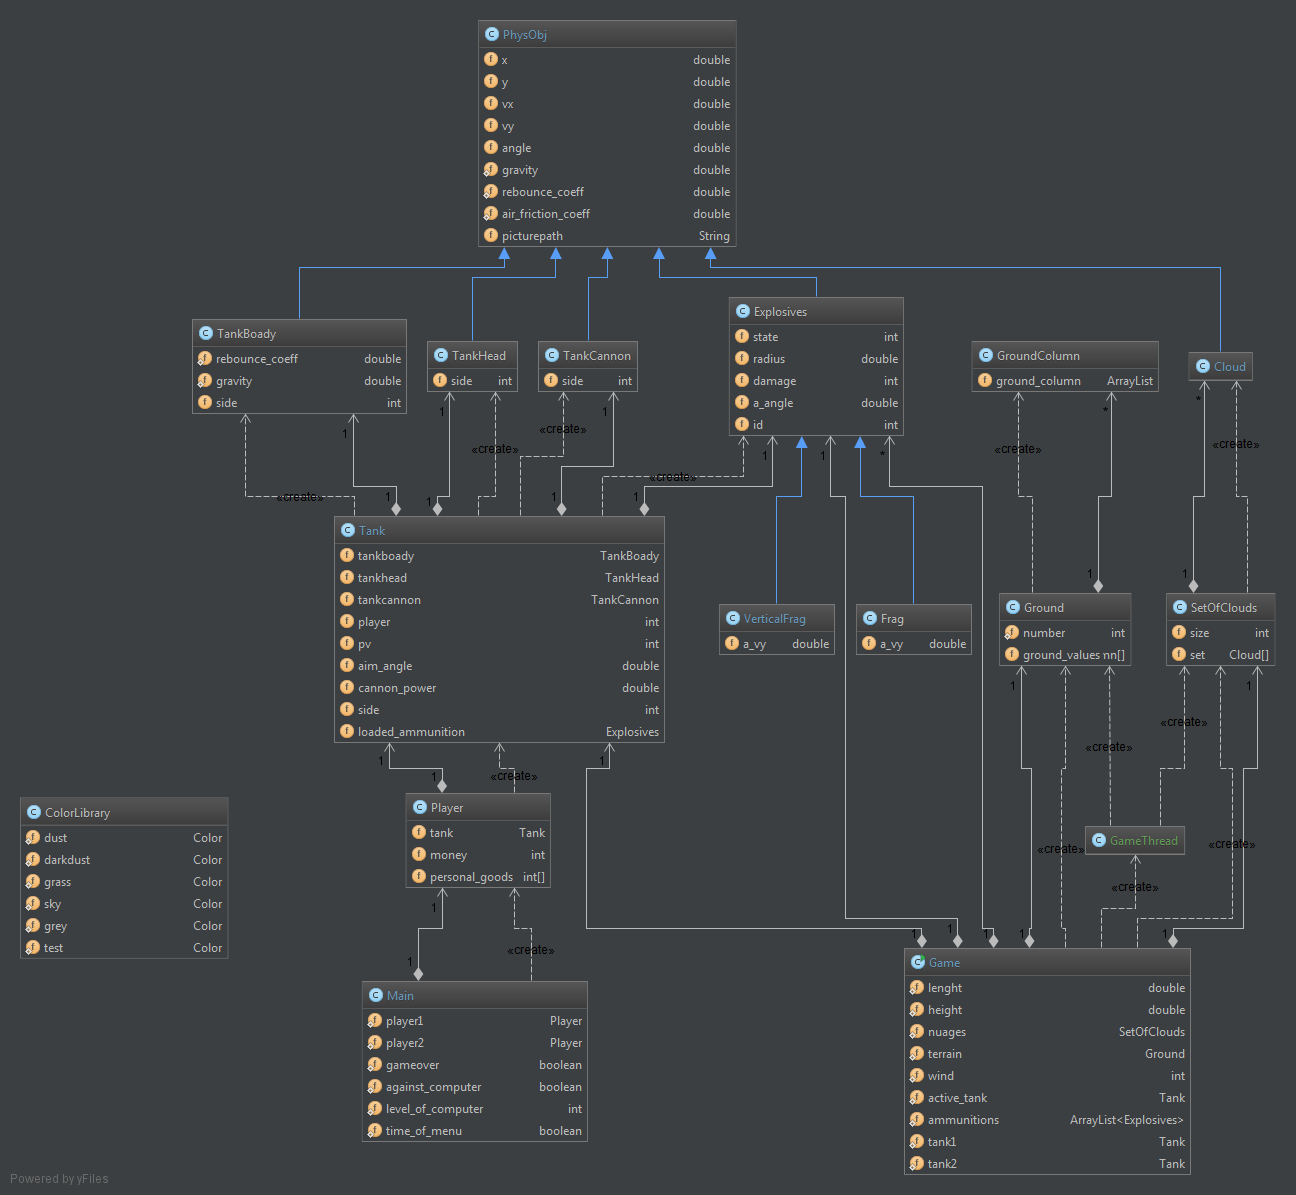 PhysObj
x double
y double
vx double
vy double
angle double
gravity double
rebounce_coeff double
air_friction_coeff double
picturepath String
TankBoady
rebounce_coeff double
gravity double
side int
TankHead
side int
TankCannon
side int
Explosives
state int
radius double
damage int
a_angle double
id int
GroundColumn
ground_column ArrayList
Cloud
1
1
1
1
1
*
*
*
«create»
«create»
«create»
«create»
«create»
«create»
1
1
1
1
1
1
Tank
tankboady TankBoady
tankhead TankHead
tankcannon TankCannon
player int
pv int
aim_angle double
cannon_power double
side int
loaded_ammunition Explosives
VerticalFrag
a_vy double
Frag
a_vy double
Ground
number int
ground_values nn[]
SetOfClouds
size int
set Cloud[]
1
1
1
1
1
«create»
«create»
«create»
«create»
«create»
«create»
ColorLibrary
dust Color
darkdust Color
grass Color
sky Color
grey Color
test Color
Player
tank Tank
money int
personal_goods int[]
GameThread
1
1
«create»
1
1
1
1
1
Main
player1 Player
player2 Player
gameover boolean
against_computer boolean
level_of_computer int
time_of_menu boolean
Game
lenght double
height double
nuages SetOfClouds
terrain Ground
wind int
active_tank Tank
ammunitions ArrayList<Explosives>
tank1 Tank
tank2 Tank
Powered by yFiles